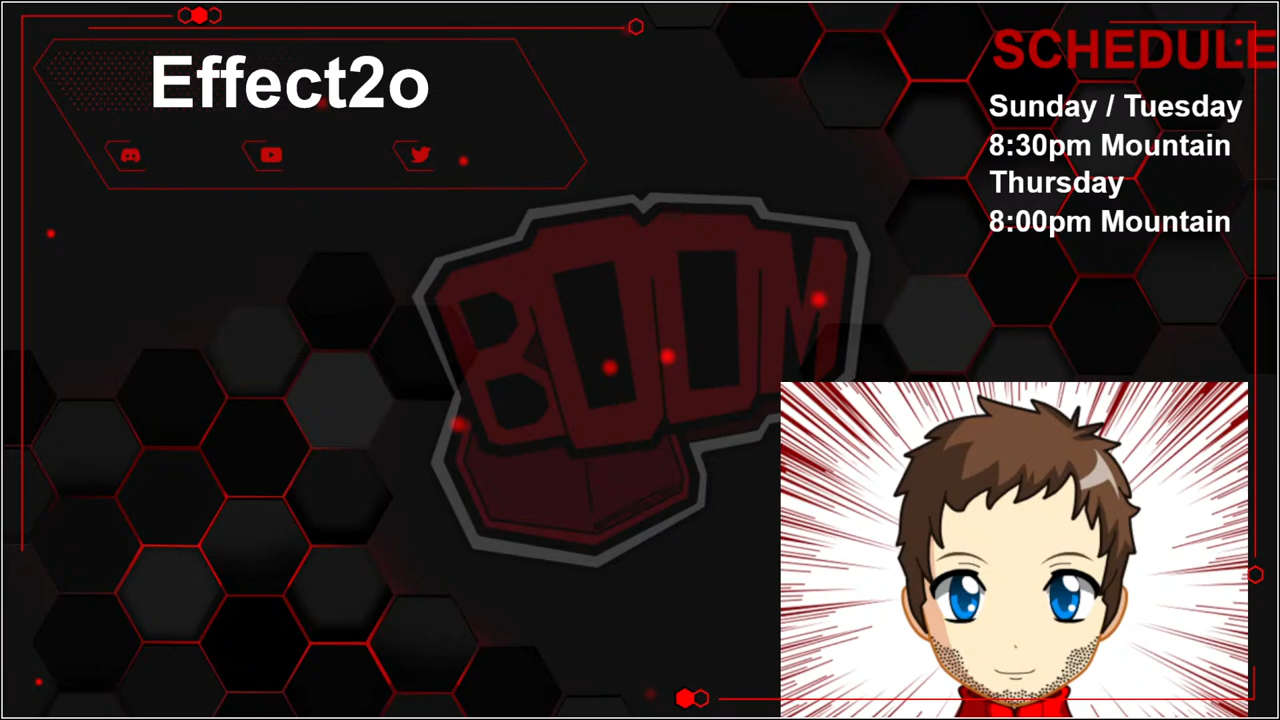 Effect2o
SCHEDULE
Sunday / Tuesday
8:30pm Mountain
Thursday
8:00pm Mountain
BOOM